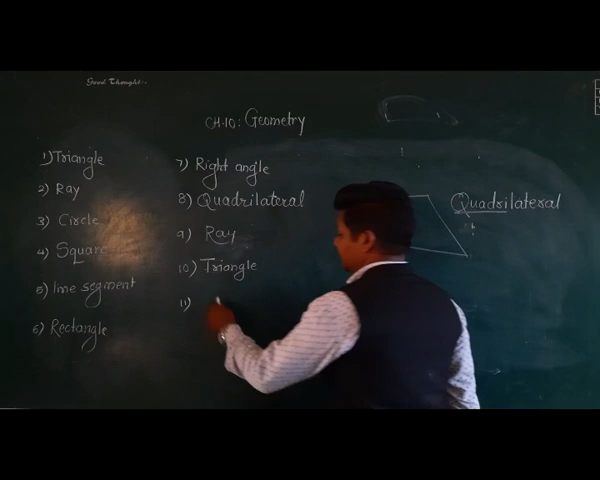 Good Thought:-
CH.10: Geometry
1) Triangle
2) Ray
3) Circle
4) Square
5) line segment
6) Rectangle
7) Right angle
8) Quadrilateral
9) Ray
10) Triangle
11)
Quadrilateral